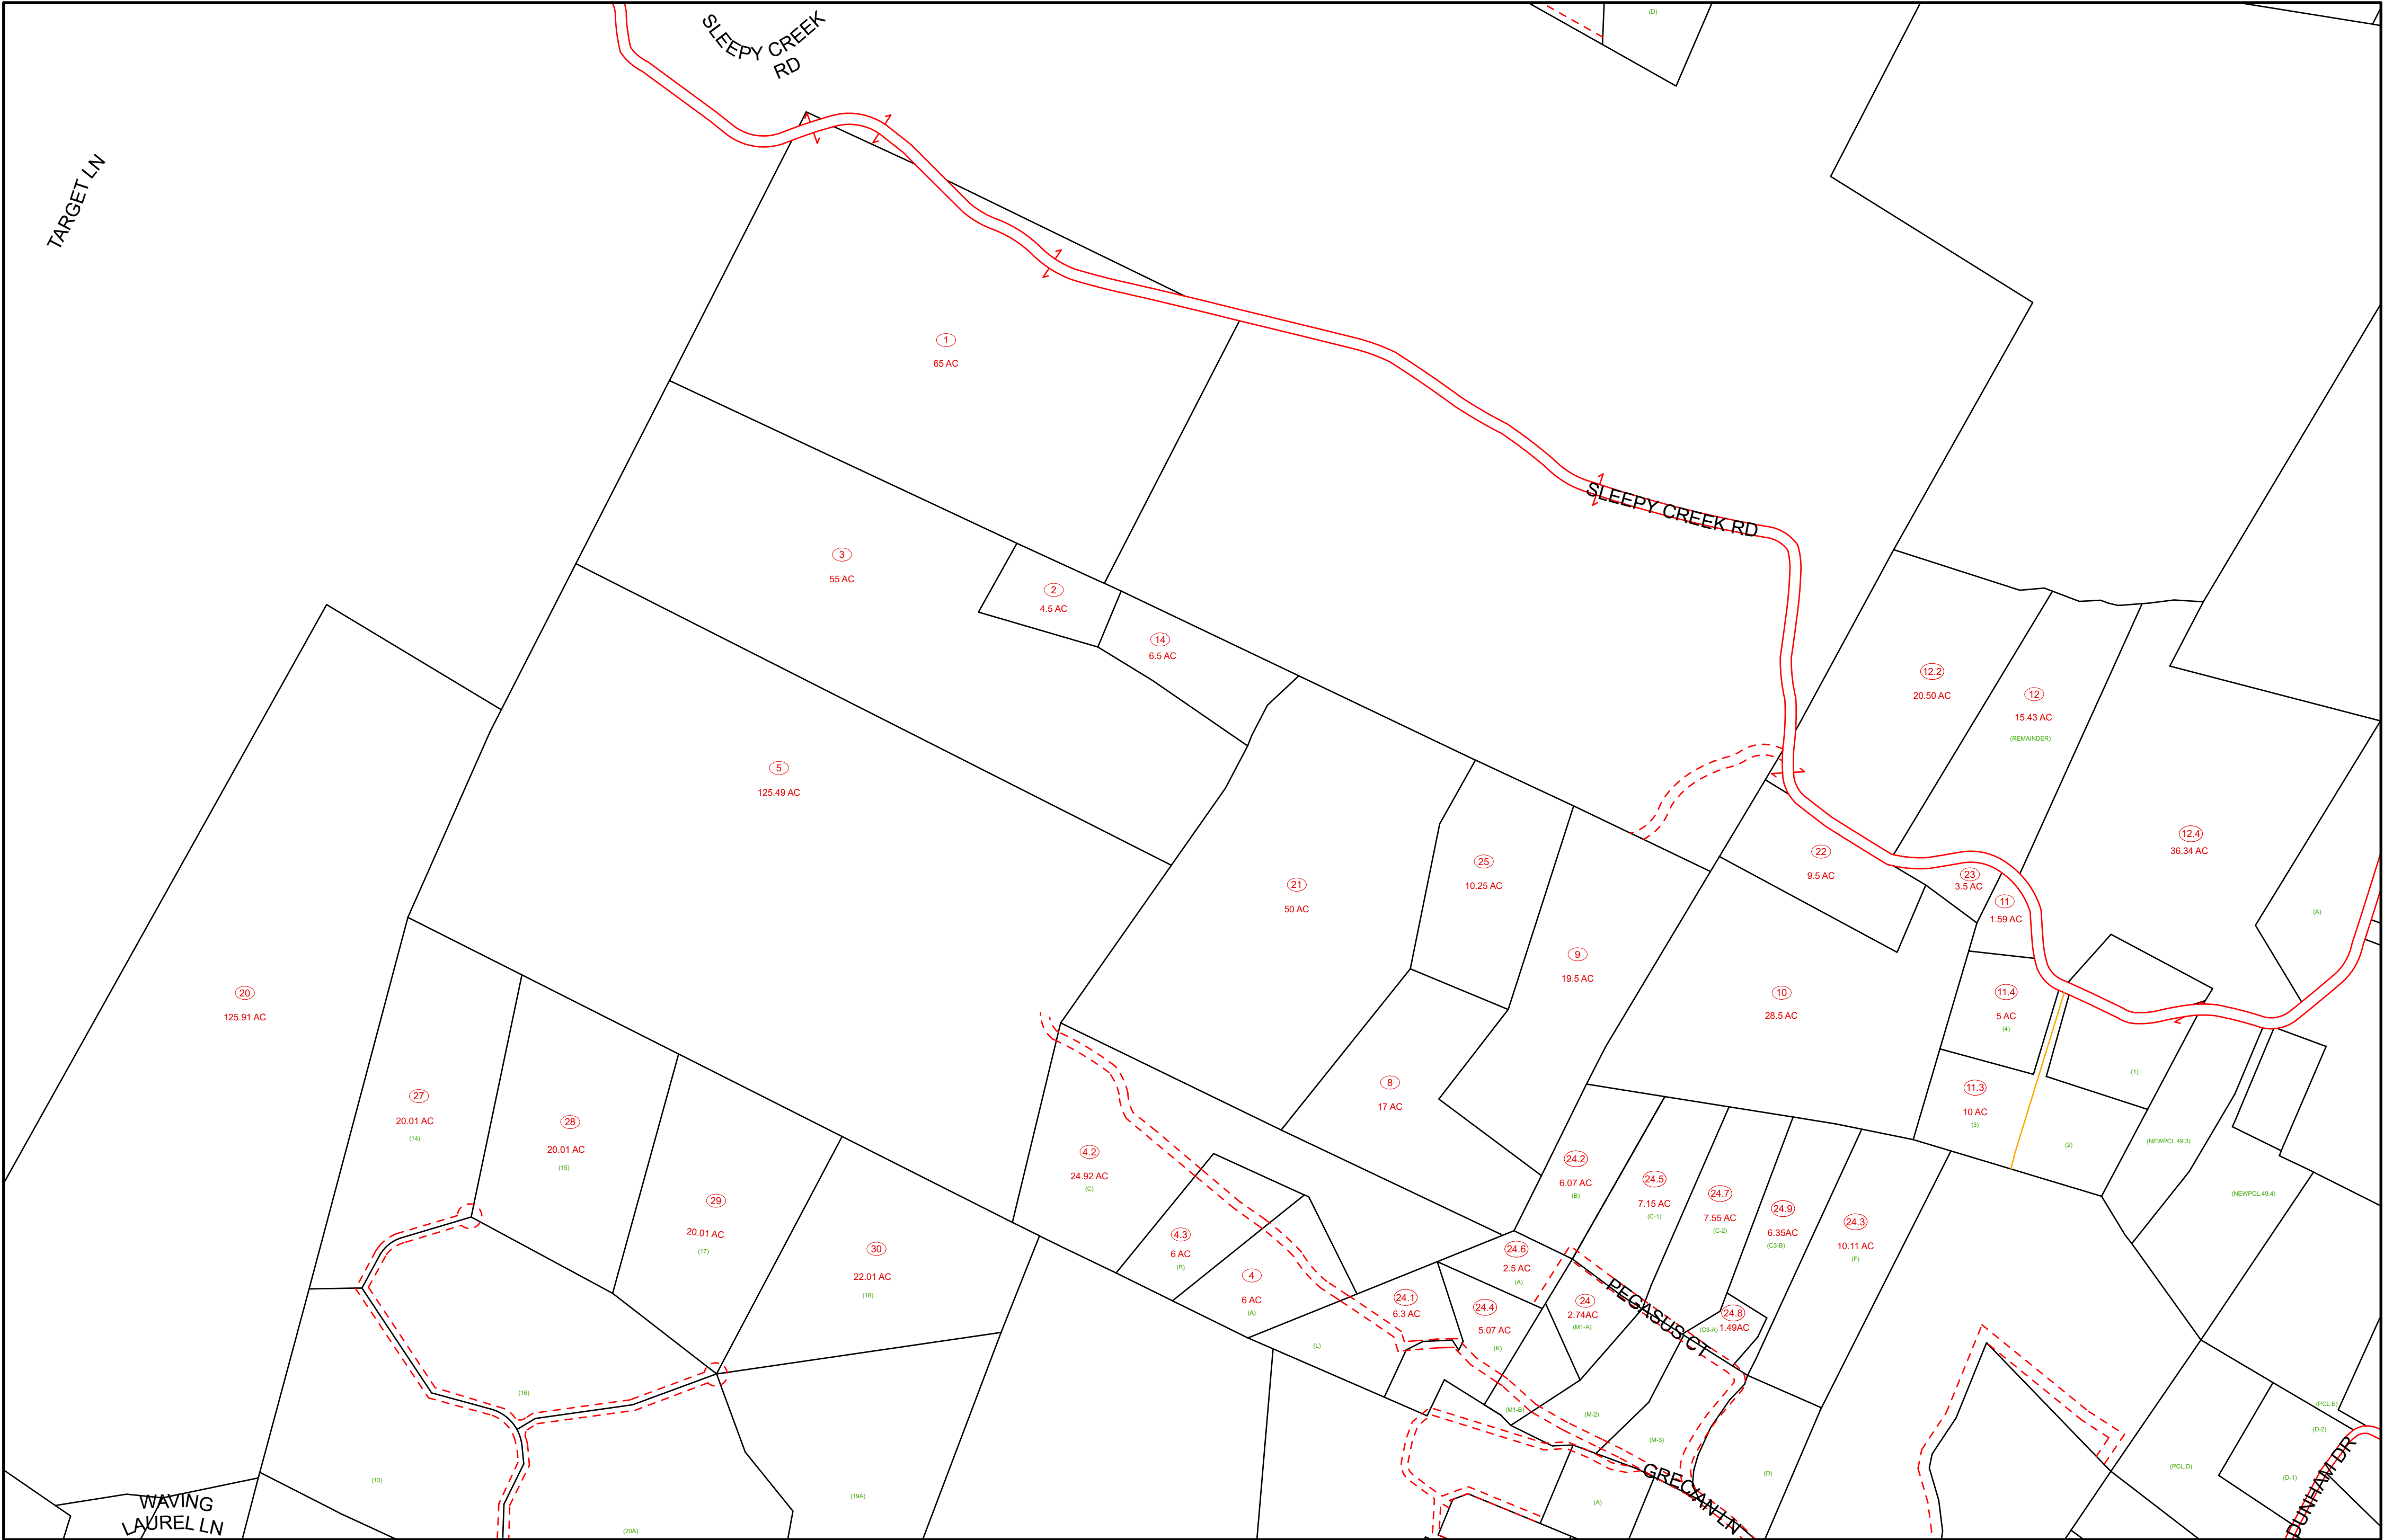 SLEEPY CREEK
RD
(D)
TARGET LN
1
65 AC
SLEEPY CREEK RD
3
55 AC
2
4.5 AC
14
6.5 AC
12.2
20.50 AC
12
15.43 AC
(REMAINDER)
5
125.49 AC
12.4
36.34 AC
22
9.5 AC
25
10.25 AC
21
50 AC
23
3.5 AC
11
1.59 AC
(A)
9
19.5 AC
20
125.91 AC
10
28.5 AC
11.4
5 AC
(4)
(1)
27
20.01 AC
(14)
28
20.01 AC
(15)
8
17 AC
11.3
10 AC
(3)
(2)
(NEWPCL.49.3)
4.2
24.92 AC
(C)
24.2
6.07 AC
(B)
24.5
7.15 AC
(C-1)
24.7
7.55 AC
(C-2)
24.9
6.35AC
(C3-B)
24.3
10.11 AC
(F)
(NEWPCL.49.4)
29
20.01 AC
(17)
30
22.01 AC
(18)
4.3
6 AC
(B)
4
6 AC
(A)
24.6
2.5 AC
(A)
24.1
6.3 AC
24.4
5.07 AC
(K)
24
2.74AC
(M1-A)
PEGASUS CT
24.8
1.49AC
(C3-A)
(L)
(16)
(M1-B)
(M-2)
(M-3)
(D)
(PCL.E)
(D-2)
(PCL.D)
(D-1)
DUNHAM DR
(13)
(19A)
(20A)
(A)
GRECIAN LN
WAVING
LAUREL LN